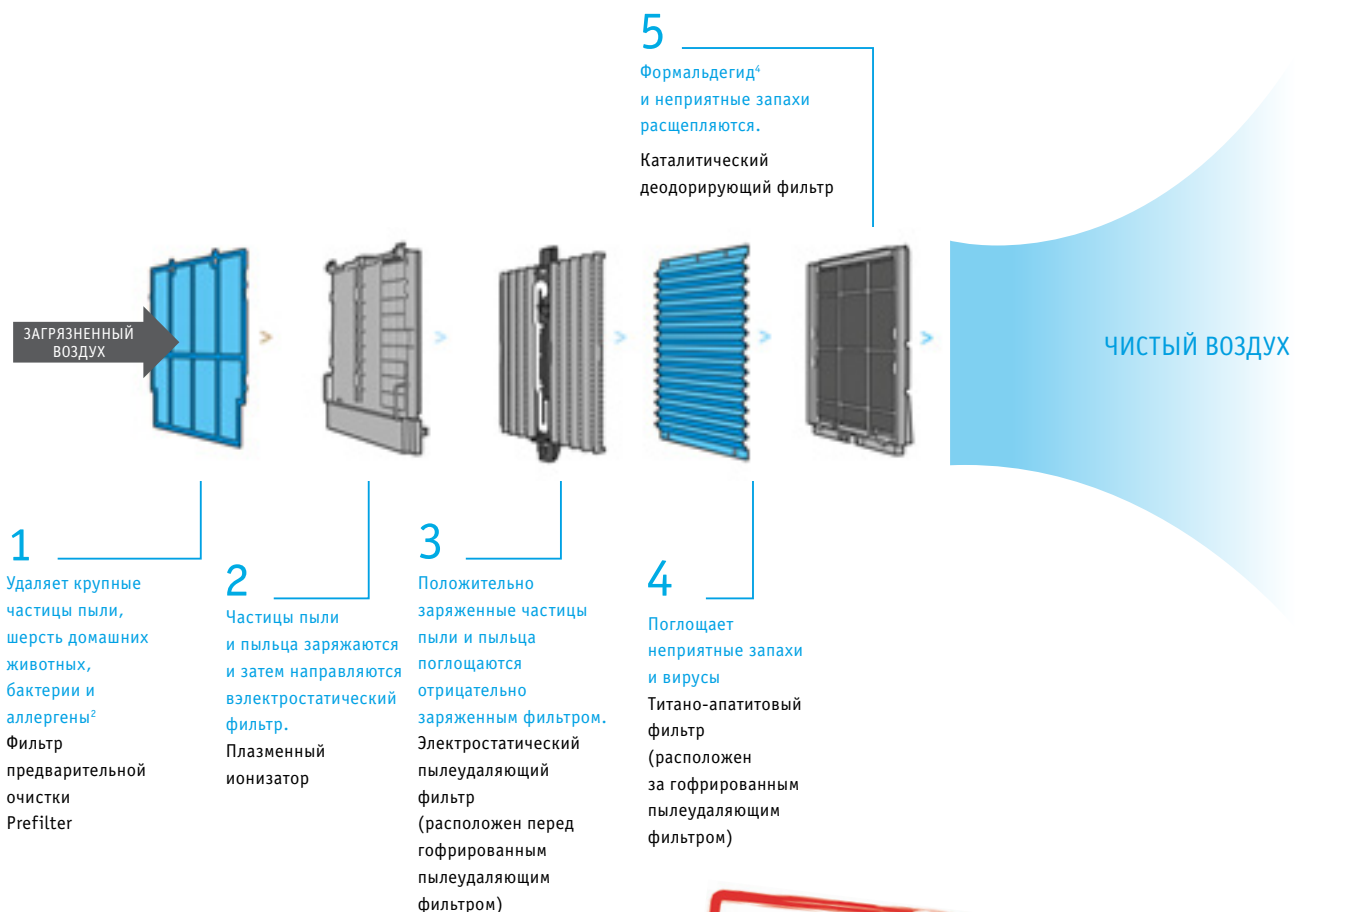 5
Формальдегид⁴
и неприятные запахи
расщепляются.
Каталитический
деодорирующий фильтр
ЗАГРЯЗНЕННЫЙ
ВОЗДУХ
ЧИСТЫЙ ВОЗДУХ
1
Удаляет крупные
частицы пыли,
шерсть домашних
животных,
бактерии и
аллергены²
Фильтр
предварительной
очистки
Prefilter
2
Частицы пыли
и пыльца заряжаются
и затем направляются
вэлектростатический
фильтр.
Плазменный
ионизатор
3
Положительно
заряженные частицы
пыли и пыльца
поглощаются
отрицательно
заряженным фильтром.
Электростатический
пылеудаляющий
фильтр
(расположен перед
гофрированным
пылеудаляющим
фильтром)
4
Поглощает
неприятные запахи
и вирусы
Титано-апатитовый
фильтр
(расположен
за гофрированным
пылеудаляющим
фильтром)